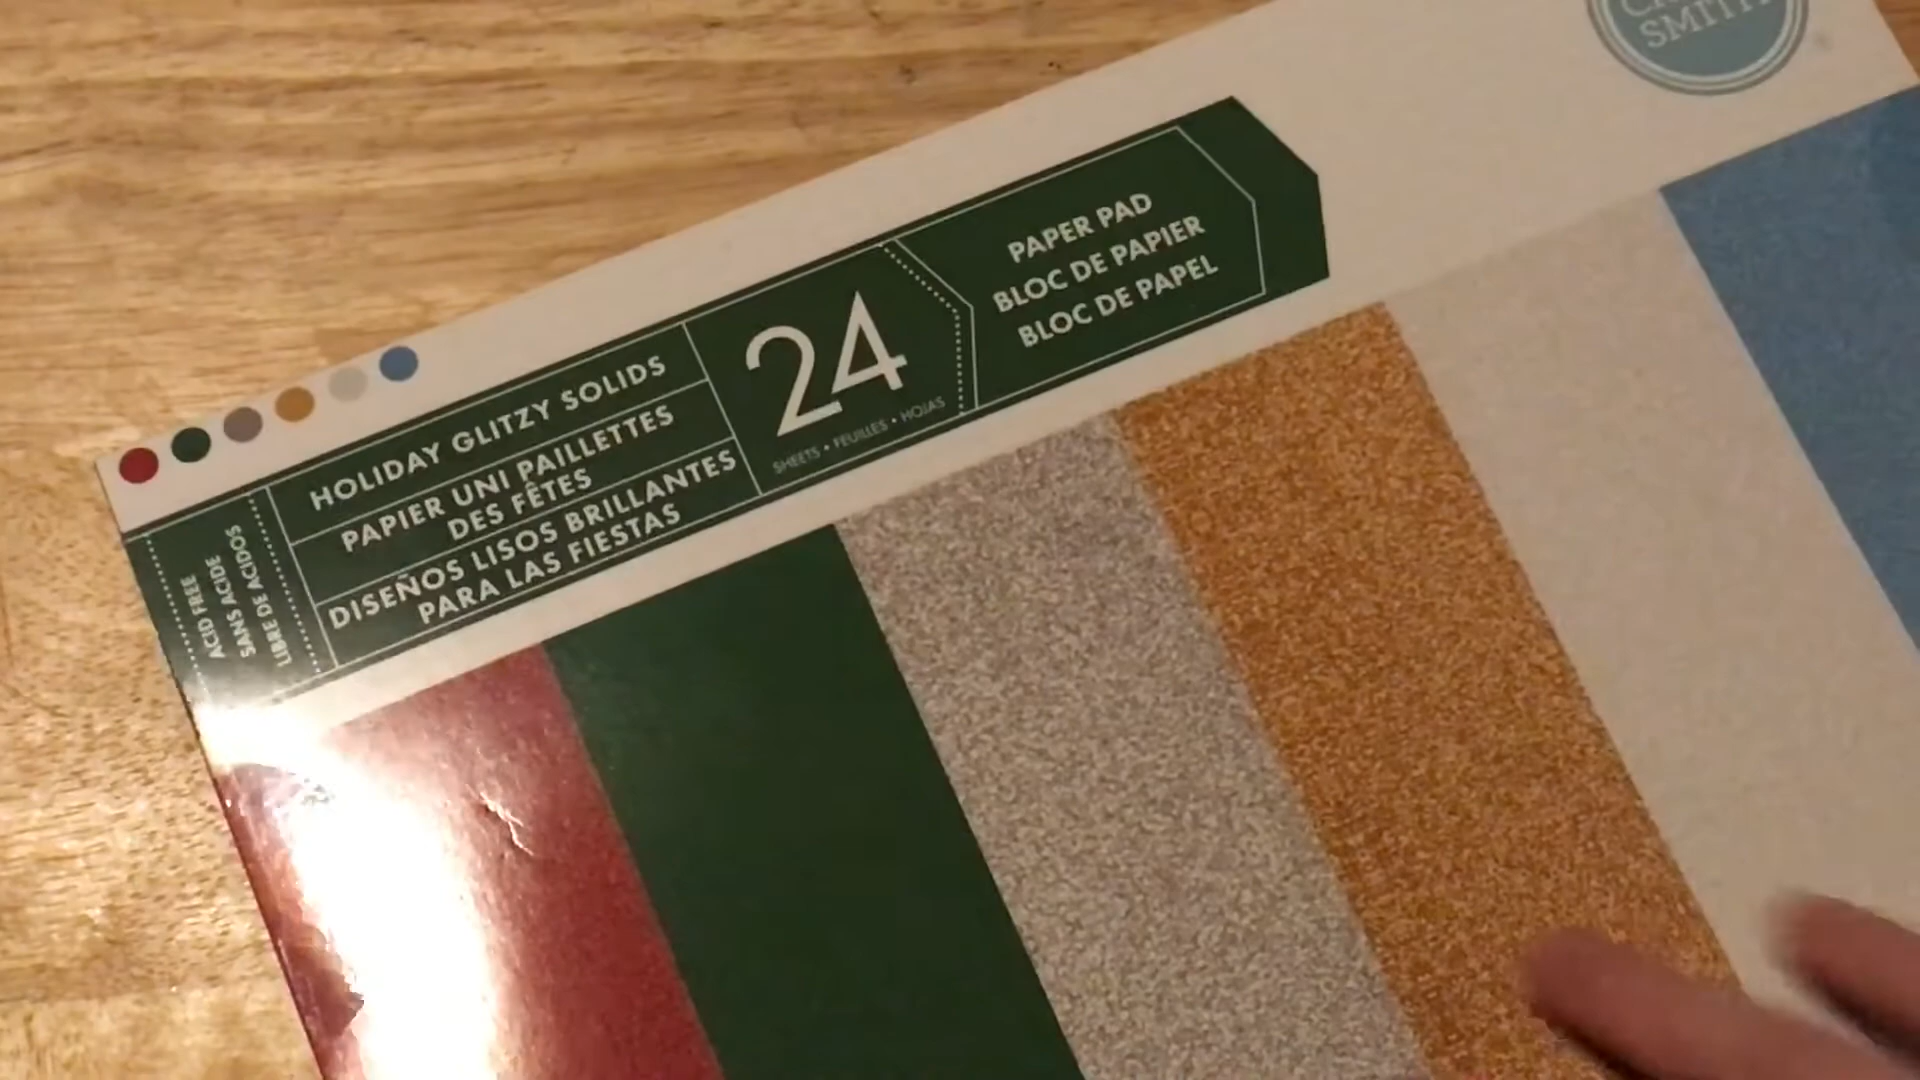 SMITH
PAPER PAD
BLOC DE PAPIER
BLOC DE PAPEL
24
SHEETS • FEUILLES • HOJAS
HOLIDAY GLITZY SOLIDS
PAPIER UNI PAILLETTES
DES FÊTES
DISEÑOS LISOS BRILLANTES
PARA LAS FIESTAS
ACID FREE
SANS ACIDE
LIBRE DE ACIDOS